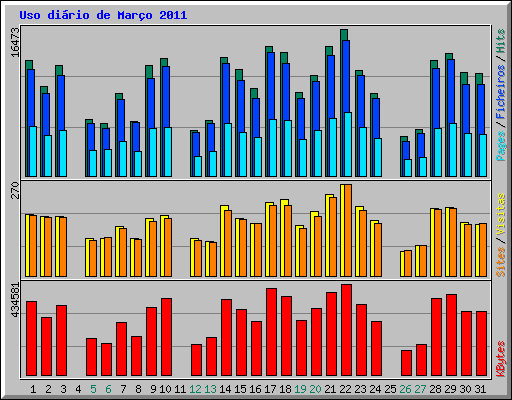 Uso diário de Março 2011
16473
270
434581
Pages / Ficheiros / Hits
Sites / Visitas
KBytes
1 2 3 4 5 6 7 8 9 10 11 12 13 14 15 16 17 18 19 20 21 22 23 24 25 26 27 28 29 30 31